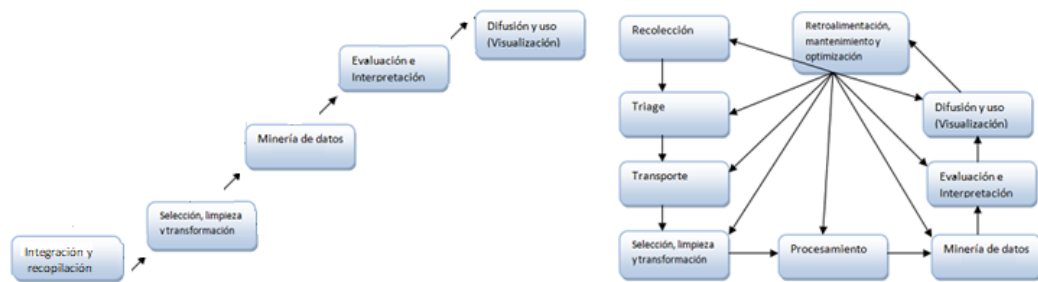 Integración y
recopilación
Selección, limpieza
y transformación
Minería de datos
Evaluación e
Interpretación
Difusión y uso
(Visualización)
Recolección
Triage
Transporte
Selección, limpieza
y transformación
Procesamiento
Minería de datos
Evaluación e
Interpretación
Difusión y uso
(Visualización)
Retroalimentación,
mantenimiento y
optimización